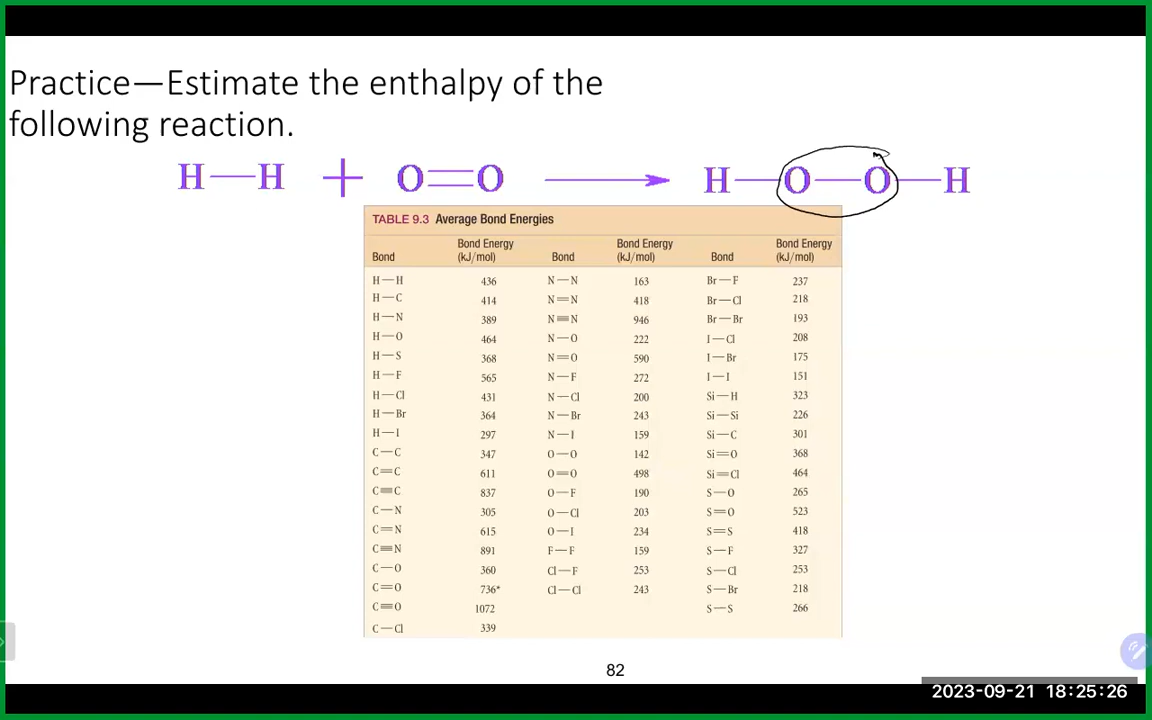 Practice—Estimate the enthalpy of the
following reaction.
H—H + O=O → H—O—O—H
TABLE 9.3 Average Bond Energies
Bond Bond Energy (kJ/mol) Bond Bond Energy (kJ/mol) Bond Bond Energy (kJ/mol)
H—H 436 N—N 163 Br—F 237
H—C 414 N=N 418 Br—Cl 218
H—N 389 N≡N 946 Br—Br 193
H—O 464 N—O 222 I—Cl 208
H—S 368 N=O 590 I—Br 175
H—F 565 N—F 272 I—I 151
H—Cl 431 N—Cl 200 Si—H 323
H—Br 364 N—Br 243 Si—Si 226
H—I 297 N—I 159 Si—C 301
C—C 347 O—O 142 Si=O 368
C=C 611 O=O 498 Si=Cl 464
C≡C 837 O—F 190 S—O 265
C—N 305 O—Cl 203 S=O 523
C=N 615 O—I 234 S=S 418
C≡N 891 F—F 159 S—F 327
C—O 360 Cl—F 253 S—Cl 253
C=O 736* Cl—Cl 243 S—Br 218
C≡O 1072 S—S 266
C—Cl 339
82
2023-09-21 18:25:26